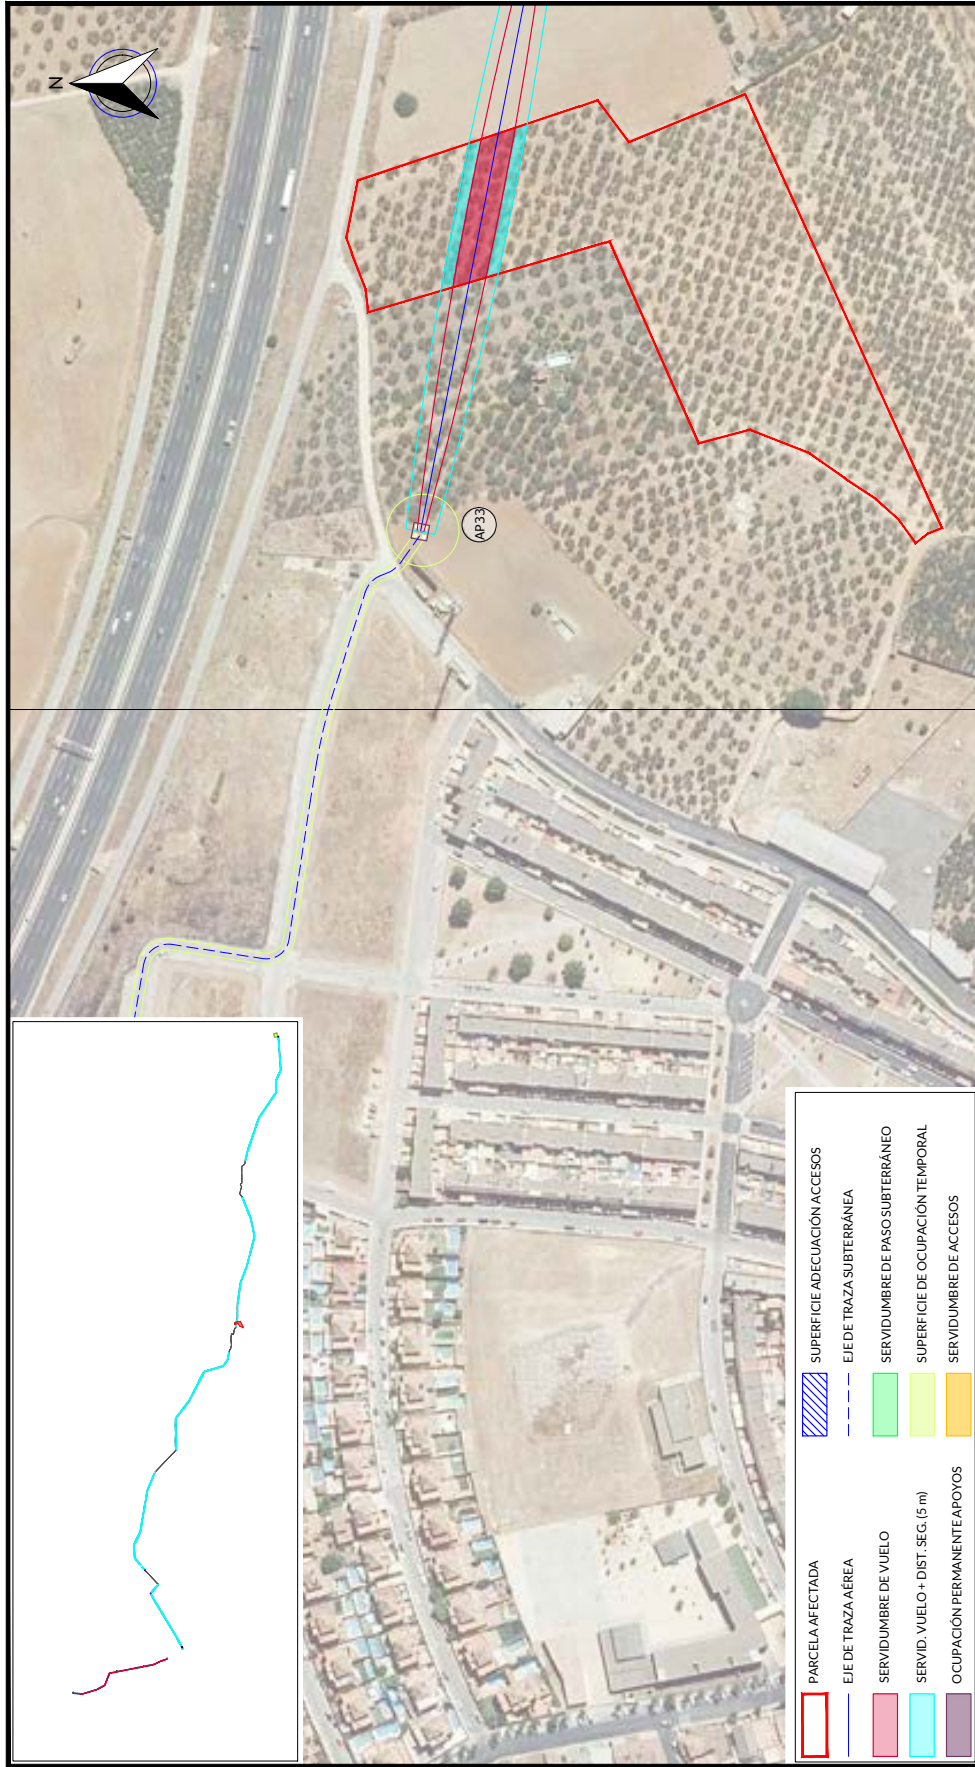 N
AP33
PARCELA AFECTADA
EJE DE TRAZA AÉREA
SERVIDUMBRE DE VUELO
SERVID. VUELO + DIST. SEG. (5 m)
OCUPACIÓN PERMANENTE APOYOS
SUPERFICIE ADECUACIÓN ACCESOS
EJE DE TRAZA SUBTERRÁNEA
SERVIDUMBRE DE PASO SUBTERRÁNEO
SUPERFICIE DE OCUPACIÓN TEMPORAL
SERVIDUMBRE DE ACCESOS